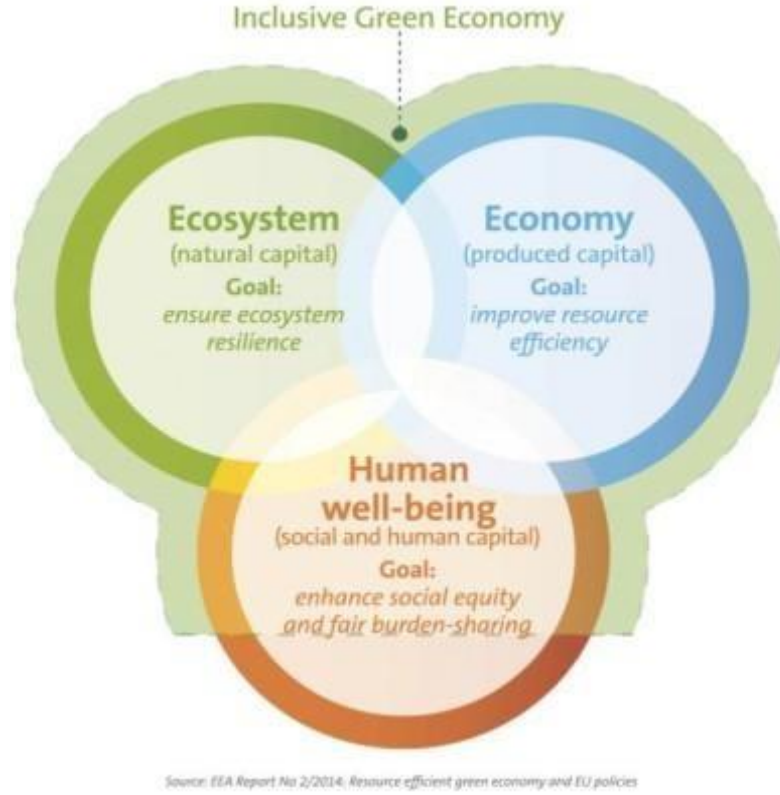 Inclusive Green Economy
Ecosystem
(natural capital)
Goal:
ensure ecosystem
resilience
Economy
(produced capital)
Goal:
improve resource
efficiency
Human
well-being
(social and human capital)
Goal:
enhance social equity
and fair burden-sharing
Source: EEA Report No 2/2014: Resource efficient green economy and EU policies